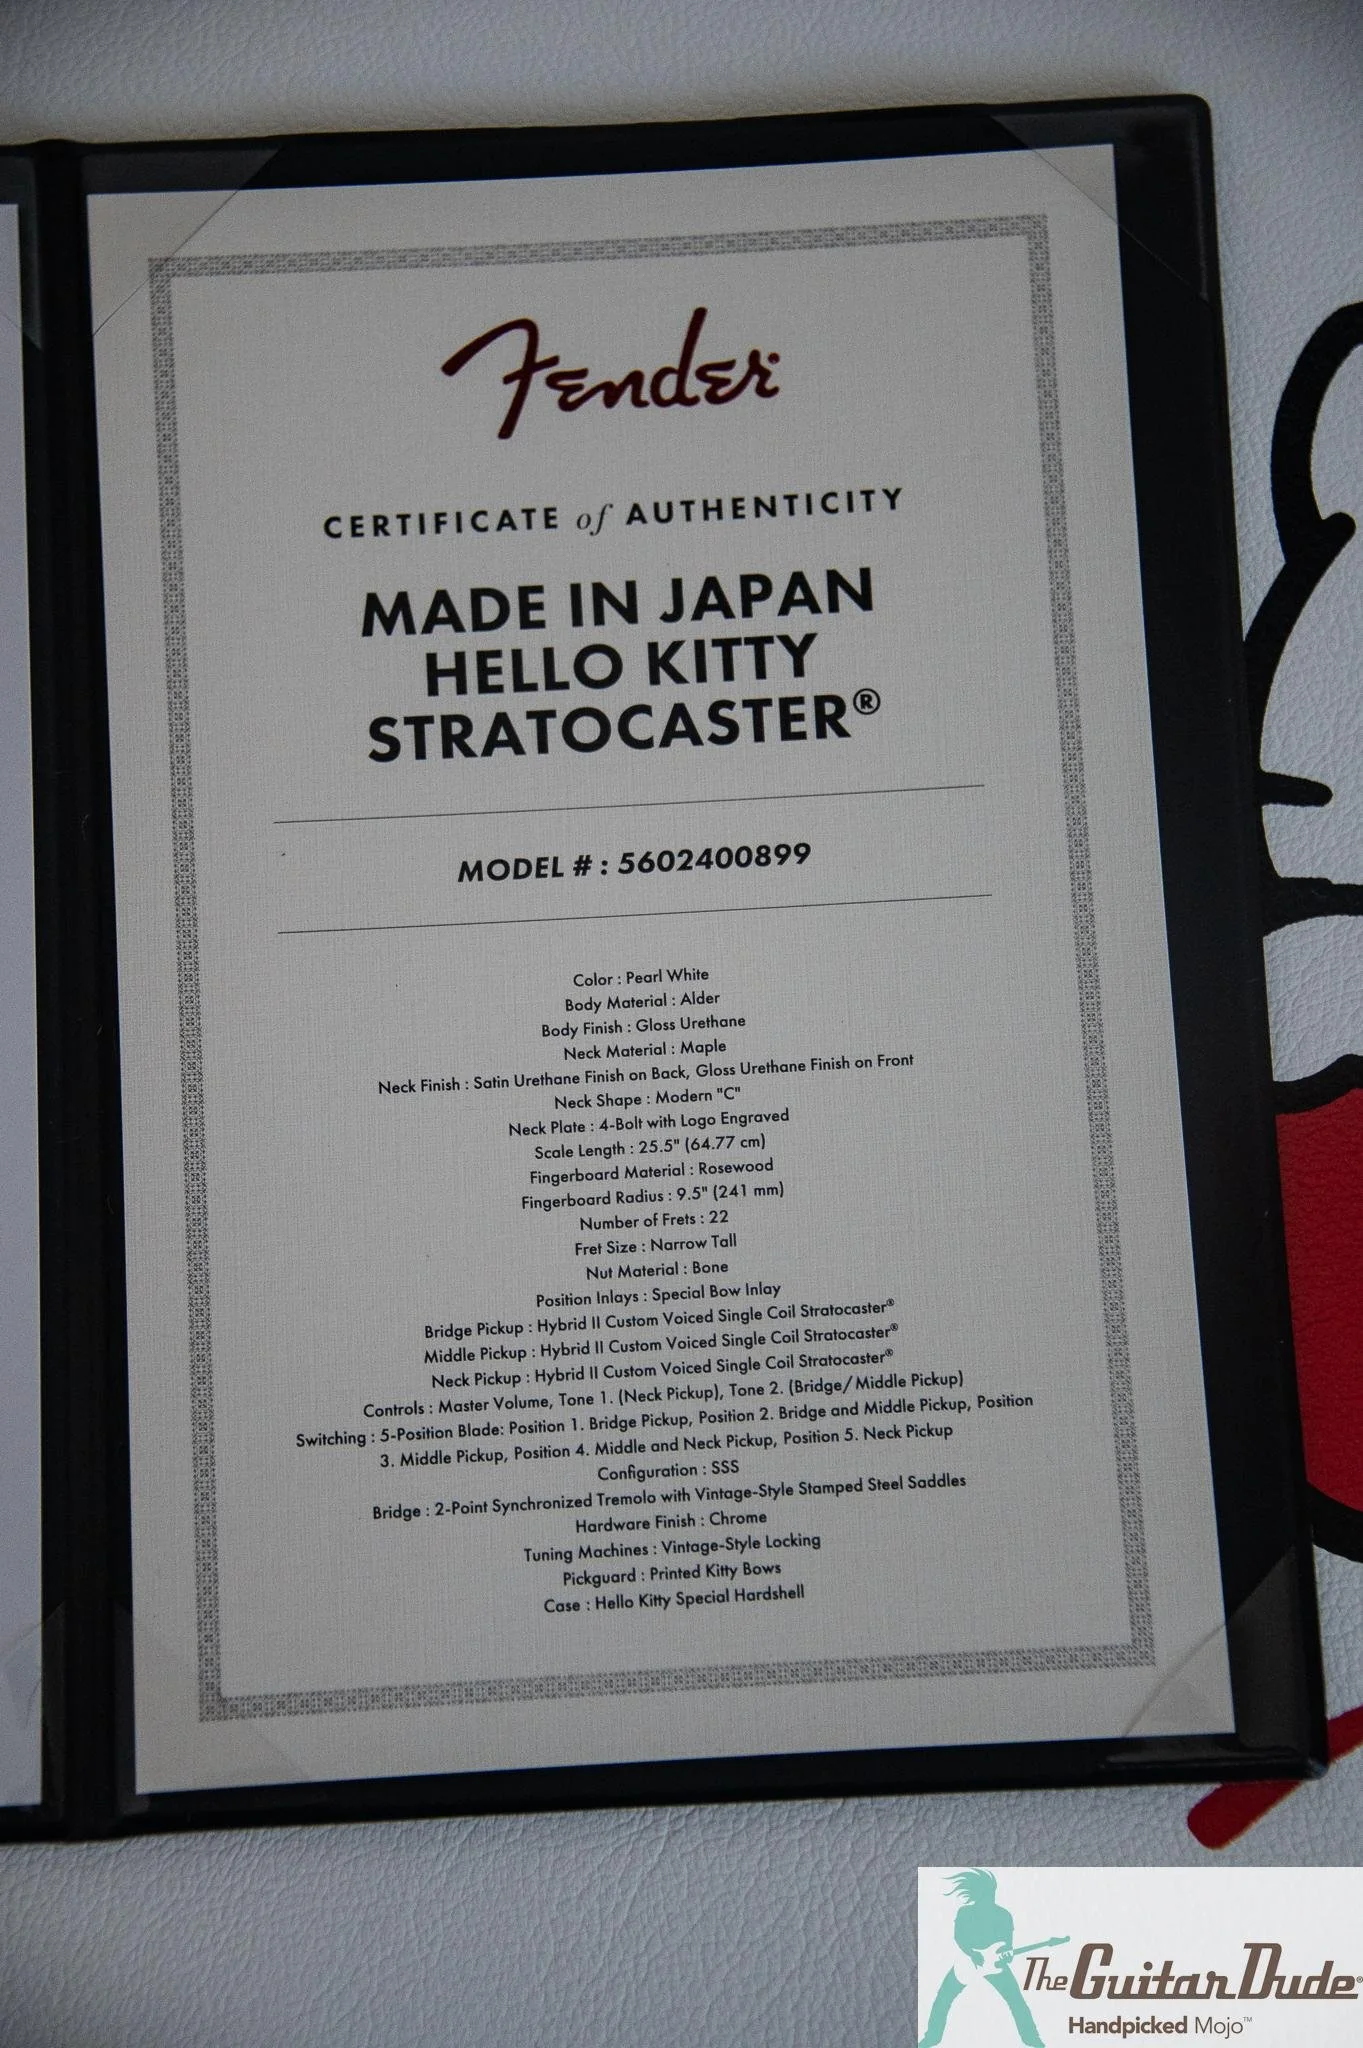 Fender
CERTIFICATE of AUTHENTICITY
MADE IN JAPAN
HELLO KITTY
STRATOCASTER®
MODEL # : 5602400899
Color : Pearl White
Body Material : Alder
Body Finish : Gloss Urethane
Neck Material : Maple
Neck Finish : Satin Urethane Finish on Back, Gloss Urethane Finish on Front
Neck Shape : Modern "C"
Neck Plate : 4-Bolt with Logo Engraved
Scale Length : 25.5" (64.77 cm)
Fingerboard Material : Rosewood
Fingerboard Radius : 9.5" (241 mm)
Number of Frets : 22
Fret Size : Narrow Tall
Nut Material : Bone
Position Inlays : Special Bow Inlay
Bridge Pickup : Hybrid II Custom Voiced Single Coil Stratocaster®
Middle Pickup : Hybrid II Custom Voiced Single Coil Stratocaster®
Neck Pickup : Hybrid II Custom Voiced Single Coil Stratocaster®
Controls : Master Volume, Tone 1. (Neck Pickup), Tone 2. (Bridge/Middle Pickup)
Switching : 5-Position Blade: Position 1. Bridge Pickup, Position 2. Bridge and Middle Pickup, Position
3. Middle Pickup, Position 4. Middle and Neck Pickup, Position 5. Neck Pickup
Configuration : SSS
Bridge : 2-Point Synchronized Tremolo with Vintage-Style Stamped Steel Saddles
Hardware Finish : Chrome
Tuning Machines : Vintage-Style Locking
Pickguard : Printed Kitty Bows
Case : Hello Kitty Special Hardshell
The Guitar Dude®
Handpicked Mojo™